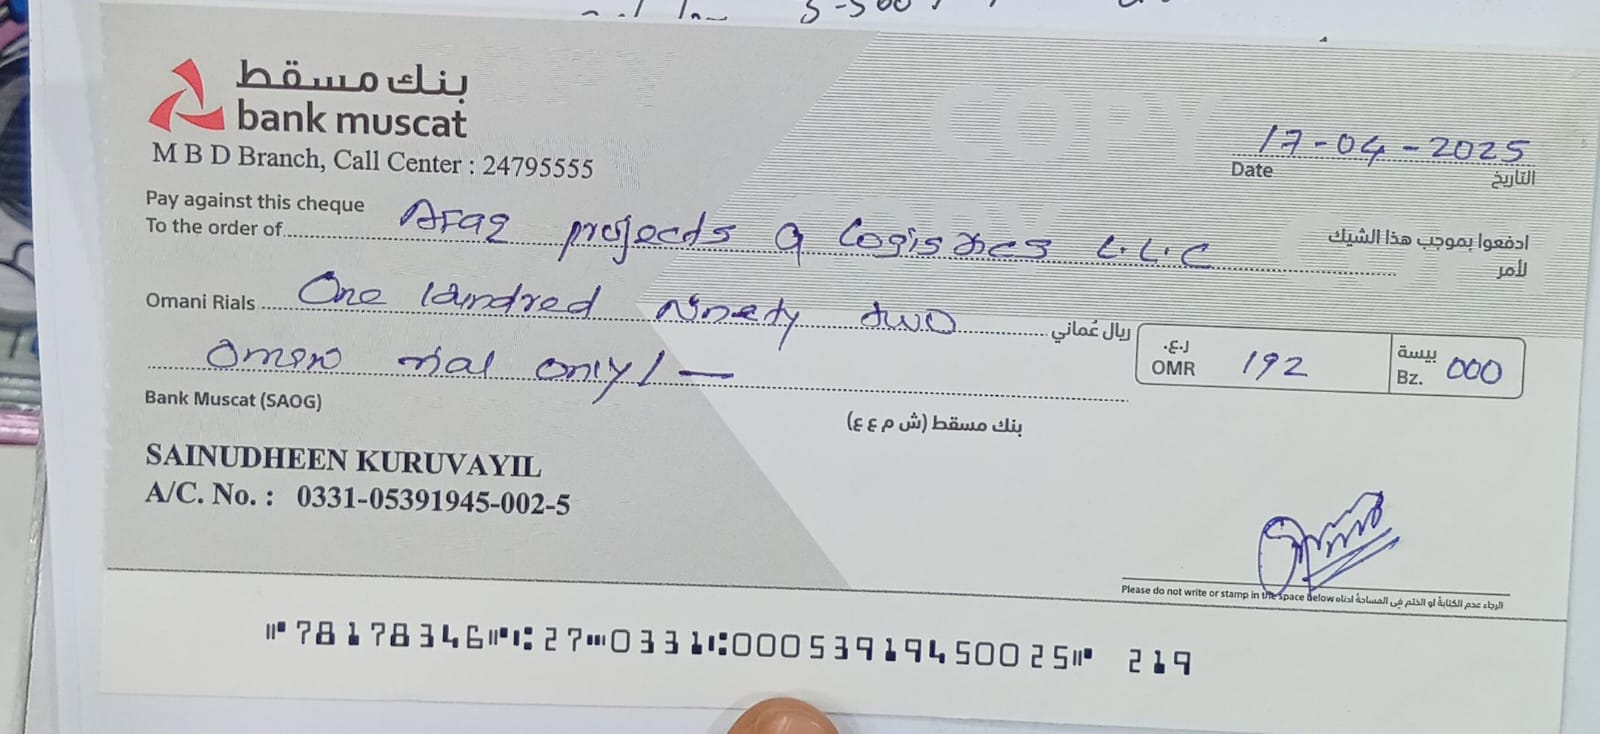 بنك مسقط
bank muscat
M B D Branch, Call Center : 24795555
COPY
17-04-2025
Date التاريخ
Pay against this cheque
To the order of Araz projects & Logistics L.L.C ادفعوا بموجب هذا الشيك
لأمر
Omani Rials One hundred ninety two ريال عُماني
Omani rial only/-
ر.ع. OMR 192 بيسة Bz. 000
Bank Muscat (SAOG) بنك مسقط (ش م ع ع)
SAINUDHEEN KURUVAYIL
A/C. No. : 0331-05391945-002-5
Please do not write or stamp in the space below الرجاء عدم الكتابة أو الختم في المساحة أدناه
⑈78178346⑈⑆27⑉0331⑆00053919450025⑈ 219